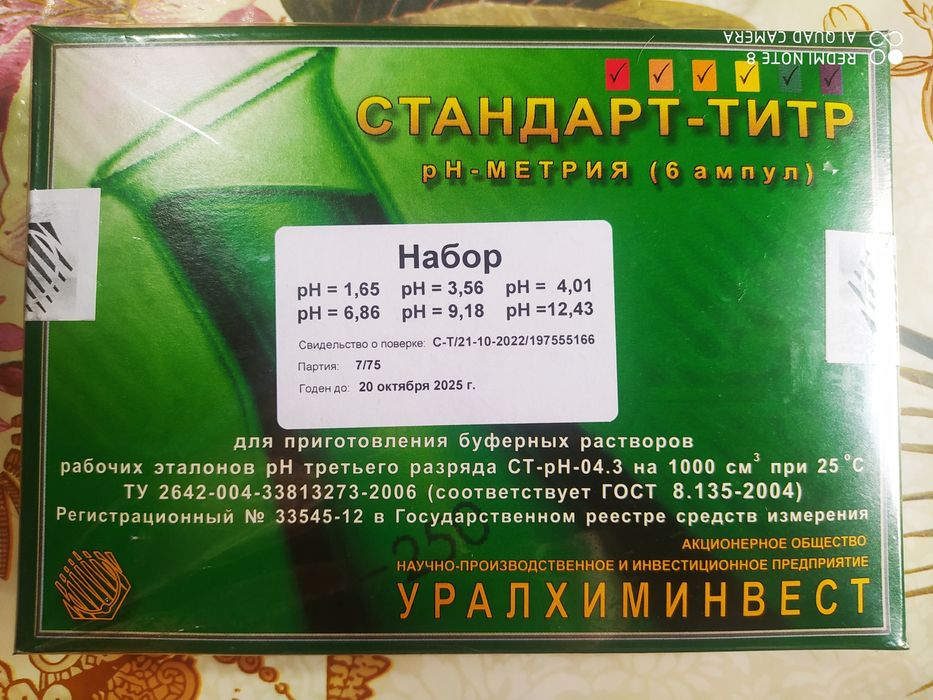 REDMI NOTE 8
AI QUAD CAMERA
СТАНДАРТ-ТИТР
рН-МЕТРИЯ (6 ампул)
Набор
pH = 1,65 pH = 3,56 pH = 4,01
pH = 6,86 pH = 9,18 pH =12,43
Свидетельство о поверке: С-Т/21-10-2022/197555166
Партия: 7/75
Годен до: 20 октября 2025 г.
для приготовления буферных растворов
рабочих эталонов рН третьего разряда СТ-рН-04.3 на 1000 см³ при 25°С
ТУ 2642-004-33813273-2006 (соответствует ГОСТ 8.135-2004)
Регистрационный № 33545-12 в Государственном реестре средств измерения
250
АКЦИОНЕРНОЕ ОБЩЕСТВО
НАУЧНО-ПРОИЗВОДСТВЕННОЕ И ИНВЕСТИЦИОННОЕ ПРЕДПРИЯТИЕ
УРАЛХИМИНВЕСТ